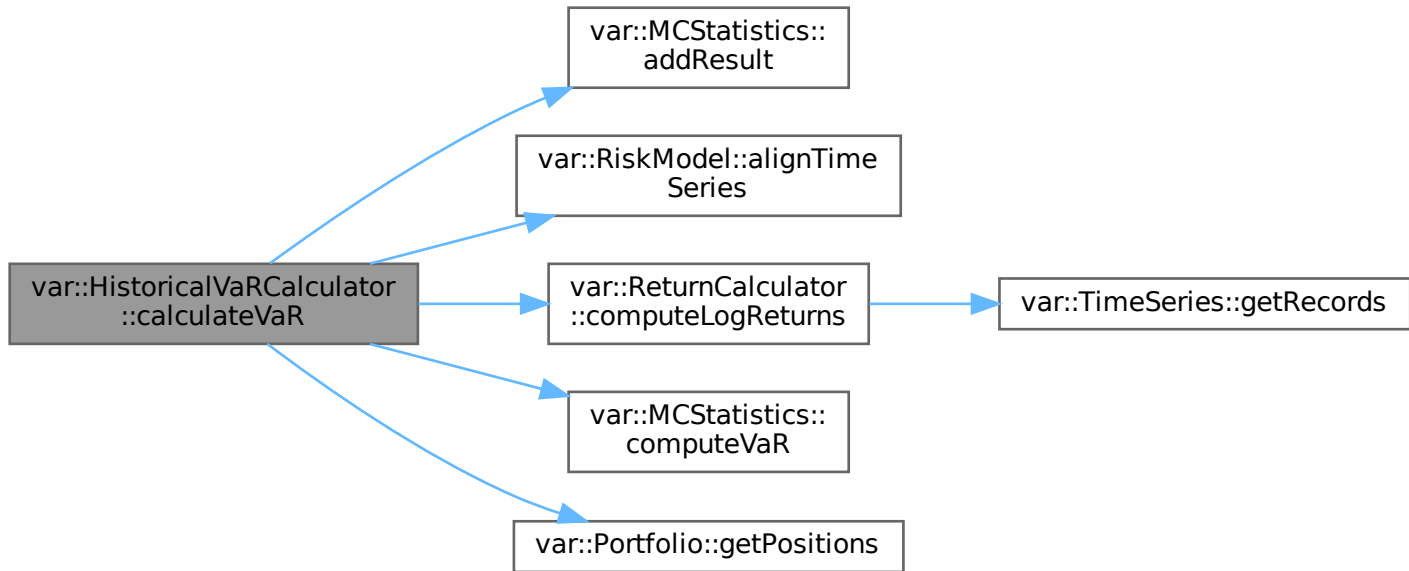 var::MCStatistics::
addResult
var::RiskModel::alignTime
Series
var::HistoricalVaRCalculator
::calculateVaR
var::ReturnCalculator
::computeLogReturns
var::TimeSeries::getRecords
var::MCStatistics::
computeVaR
var::Portfolio::getPositions